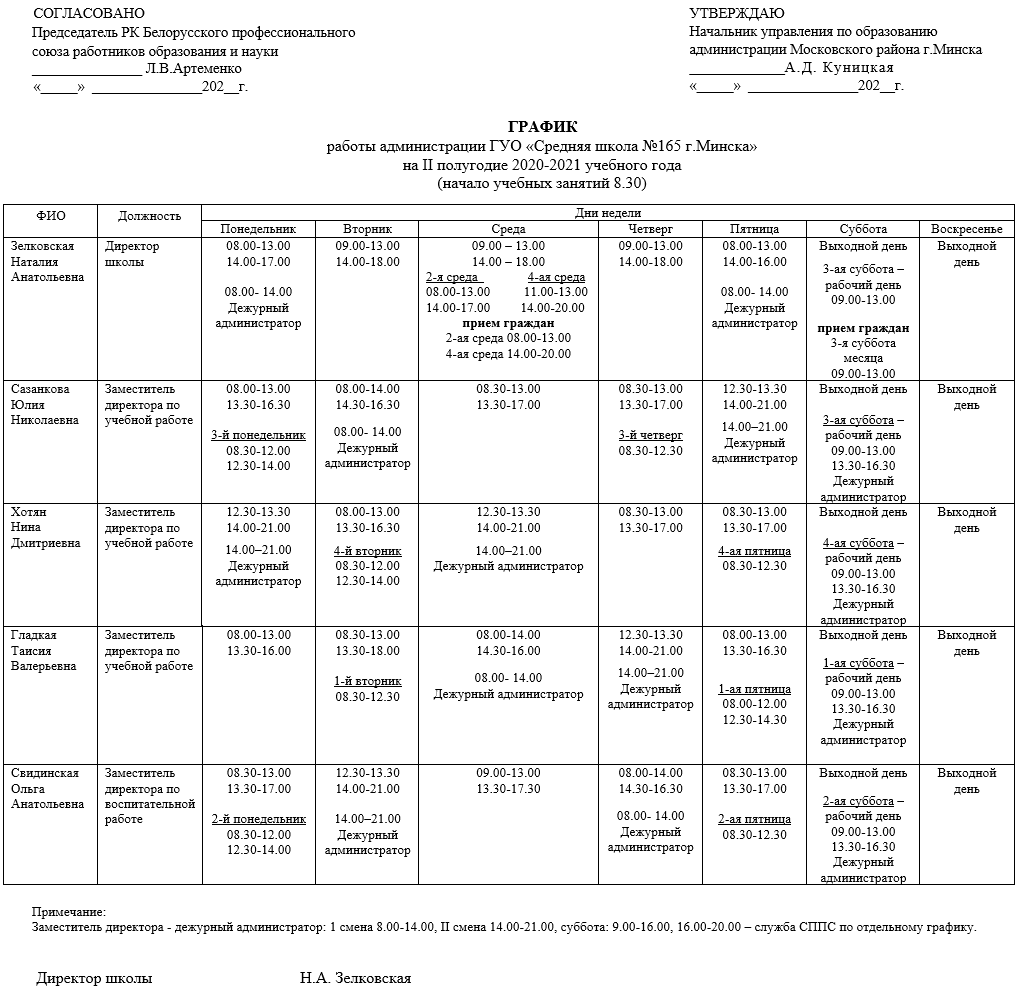 СОГЛАСОВАНО
Председатель РК Белорусского профессионального
союза работников образования и науки
_______________ Л.В.Артеменко
«_____» _______________202__г.
УТВЕРЖДАЮ
Начальник управления по образованию
администрации Московского района г.Минска
_____________А.Д. Куницкая
«_____» _______________202__г.
ГРАФИК
работы администрации ГУО «Средняя школа №165 г.Минска»
на II полугодие 2020-2021 учебного года
(начало учебных занятий 8.30)
ФИО
Должность
Дни недели
Понедельник
Вторник
Среда
Четверг
Пятница
Суббота
Воскресенье
Зелковская
Наталия
Анатольевна
Директор
школы
08.00-13.00
14.00-17.00
08.00- 14.00
Дежурный
администратор
09.00-13.00
14.00-18.00
09.00 – 13.00
14.00 – 18.00
2-я среда 4-ая среда
08.00-13.00 11.00-13.00
14.00-17.00 14.00-20.00
прием граждан
2-ая среда 08.00-13.00
4-ая среда 14.00-20.00
09.00-13.00
14.00-18.00
08.00-13.00
14.00-16.00
08.00- 14.00
Дежурный
администратор
Выходной день
3-ая суббота –
рабочий день
09.00-13.00
прием граждан
3-я суббота
месяца
09.00-13.00
Выходной
день
Сазанкова
Юлия
Николаевна
Заместитель
директора по
учебной работе
08.00-13.00
13.30-16.30
3-й понедельник
08.30-12.00
12.30-14.00
08.00-14.00
14.30-16.30
08.00- 14.00
Дежурный
администратор
08.30-13.00
13.30-17.00
08.30-13.00
13.30-17.00
3-й четверг
08.30-12.30
12.30-13.30
14.00-21.00
14.00–21.00
Дежурный
администратор
Выходной день
3-ая суббота –
рабочий день
09.00-13.00
13.30-16.30
Дежурный
администратор
Выходной
день
Хотян
Нина
Дмитриевна
Заместитель
директора по
учебной работе
12.30-13.30
14.00-21.00
14.00–21.00
Дежурный
администратор
08.00-13.00
13.30-16.30
4-й вторник
08.30-12.00
12.30-14.00
12.30-13.30
14.00-21.00
14.00–21.00
Дежурный администратор
08.30-13.00
13.30-17.00
08.30-13.00
13.30-17.00
4-ая пятница
08.30-12.30
Выходной день
4-ая суббота –
рабочий день
09.00-13.00
13.30-16.30
Дежурный
администратор
Выходной
день
Гладкая
Таисия
Валерьевна
Заместитель
директора по
учебной работе
08.00-13.00
13.30-16.00
08.30-13.00
13.30-18.00
1-й вторник
08.30-12.30
08.00-14.00
14.30-16.00
08.00- 14.00
Дежурный администратор
12.30-13.30
14.00-21.00
14.00–21.00
Дежурный
администратор
08.00-13.00
13.30-16.30
1-ая пятница
08.00-12.00
12.30-14.30
Выходной день
1-ая суббота –
рабочий день
09.00-13.00
13.30-16.30
Дежурный
администратор
Выходной
день
Свидинская
Ольга
Анатольевна
Заместитель
директора по
воспитательной
работе
08.30-13.00
13.30-17.00
2-й понедельник
08.30-12.00
12.30-14.00
12.30-13.30
14.00-21.00
14.00–21.00
Дежурный
администратор
09.00-13.00
13.30-17.30
08.00-14.00
14.30-16.30
08.00- 14.00
Дежурный
администратор
08.30-13.00
13.30-17.00
2-ая пятница
08.30-12.30
Выходной день
2-ая суббота –
рабочий день
09.00-13.00
13.30-16.30
Дежурный
администратор
Выходной
день
Примечание:
Заместитель директора - дежурный администратор: 1 смена 8.00-14.00, II смена 14.00-21.00, суббота: 9.00-16.00, 16.00-20.00 – служба СППС по отдельному графику.
Директор школы Н.А. Зелковская